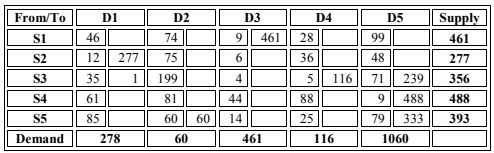 From/To D1 D2 D3 D4 D5 Supply
S1 46 74 9 461 28 99 461
S2 12 277 75 6 36 48 277
S3 35 1 199 4 5 116 71 239 356
S4 61 81 44 88 9 488 488
S5 85 60 60 14 25 79 333 393
Demand 278 60 461 116 1060